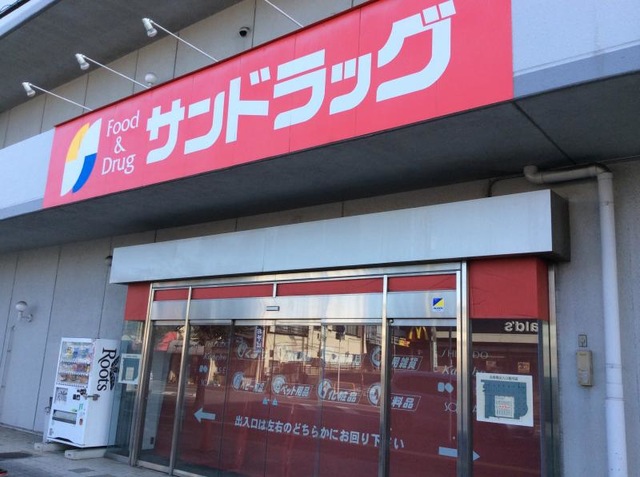 Food
&
Drug
サンドラッグ
Roots
ald's
ペット用品
化粧品
出入口は左右のどちらかにお回り下さい